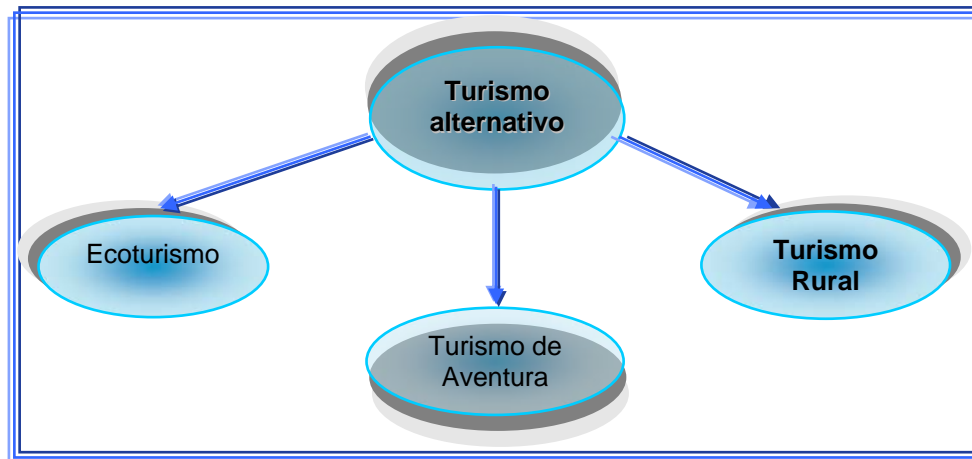 Turismo
alternativo
Ecoturismo
Turismo
Rural
Turismo de
Aventura